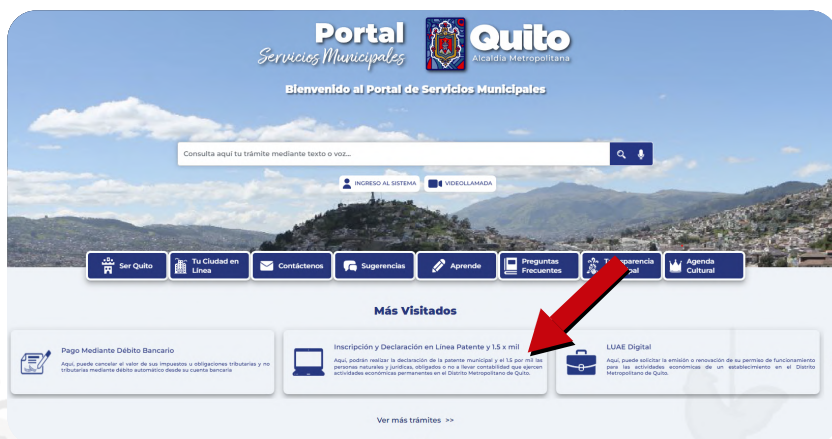 Portal
Servicios Municipales
Quito
Alcaldía Metropolitana
Bienvenido al Portal de Servicios Municipales
Consulta aquí tu trámite mediante texto o voz...
INGRESO AL SISTEMA
VIDEOLLAMADA
Ser Quito
Tu Ciudad en
Línea
Contáctenos
Sugerencias
Aprende
Preguntas
Frecuentes
Agenda
Cultural
Más Visitados
Pago Mediante Débito Bancario
Aquí, puede cancelar el valor de sus impuestos u obligaciones tributarias y no
tributarias mediante débito automático desde su cuenta bancaria
Inscripción y Declaración en Línea Patente y 1.5 x mil
Aquí, podrán realizar la declaración de la patente municipal y el 1.5 por mil las
personas naturales y jurídicas, obligados o no a llevar contabilidad que ejercen
actividades económicas permanentes en el Distrito Metropolitano de Quito.
LUAE Digital
Aquí, puede solicitar la emisión o renovación de su permiso de funcionamiento
para las actividades económicas de un establecimiento en el Distrito
Metropolitano de Quito.
Ver más trámites >>